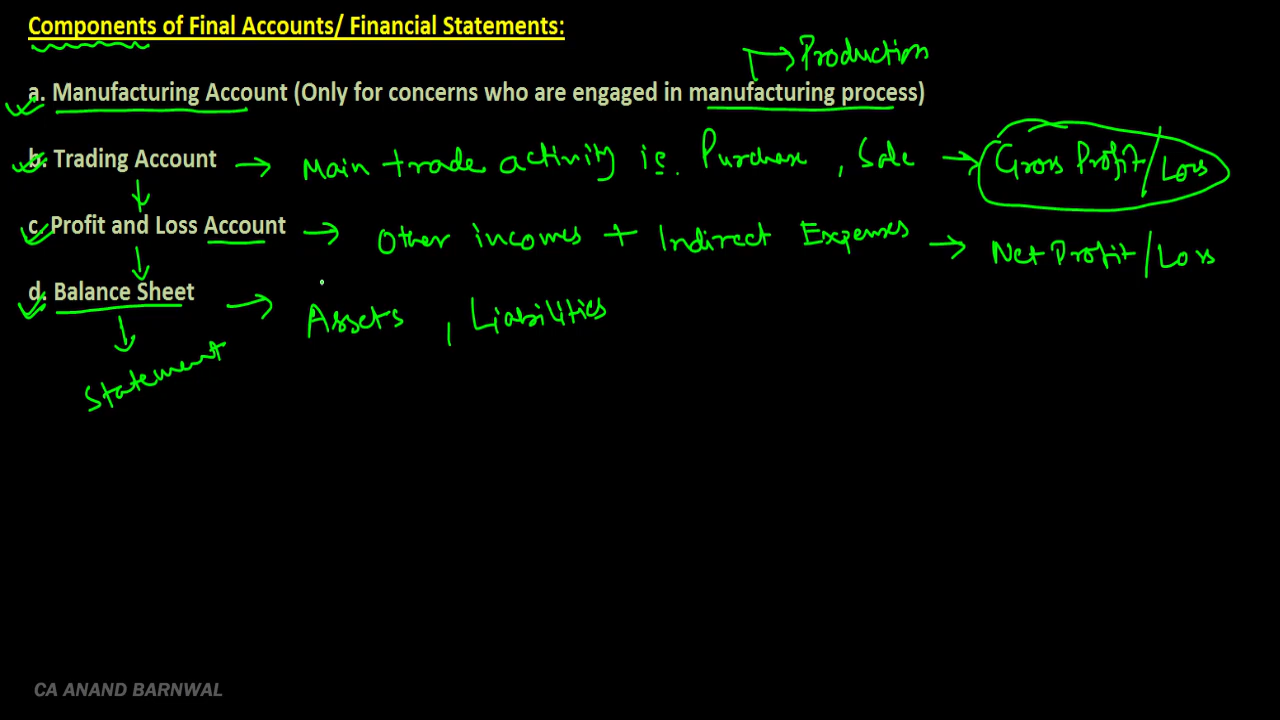 Components of Final Accounts/ Financial Statements:
Production
a. Manufacturing Account (Only for concerns who are engaged in manufacturing process)
b. Trading Account → Main trade activity is. Purchase, Sale → Gross Profit/Loss
c. Profit and Loss Account → Other incomes + Indirect Expenses → Net Profit/Loss
d. Balance Sheet → Assets, Liabilities
Statement
CA ANAND BARNWAL